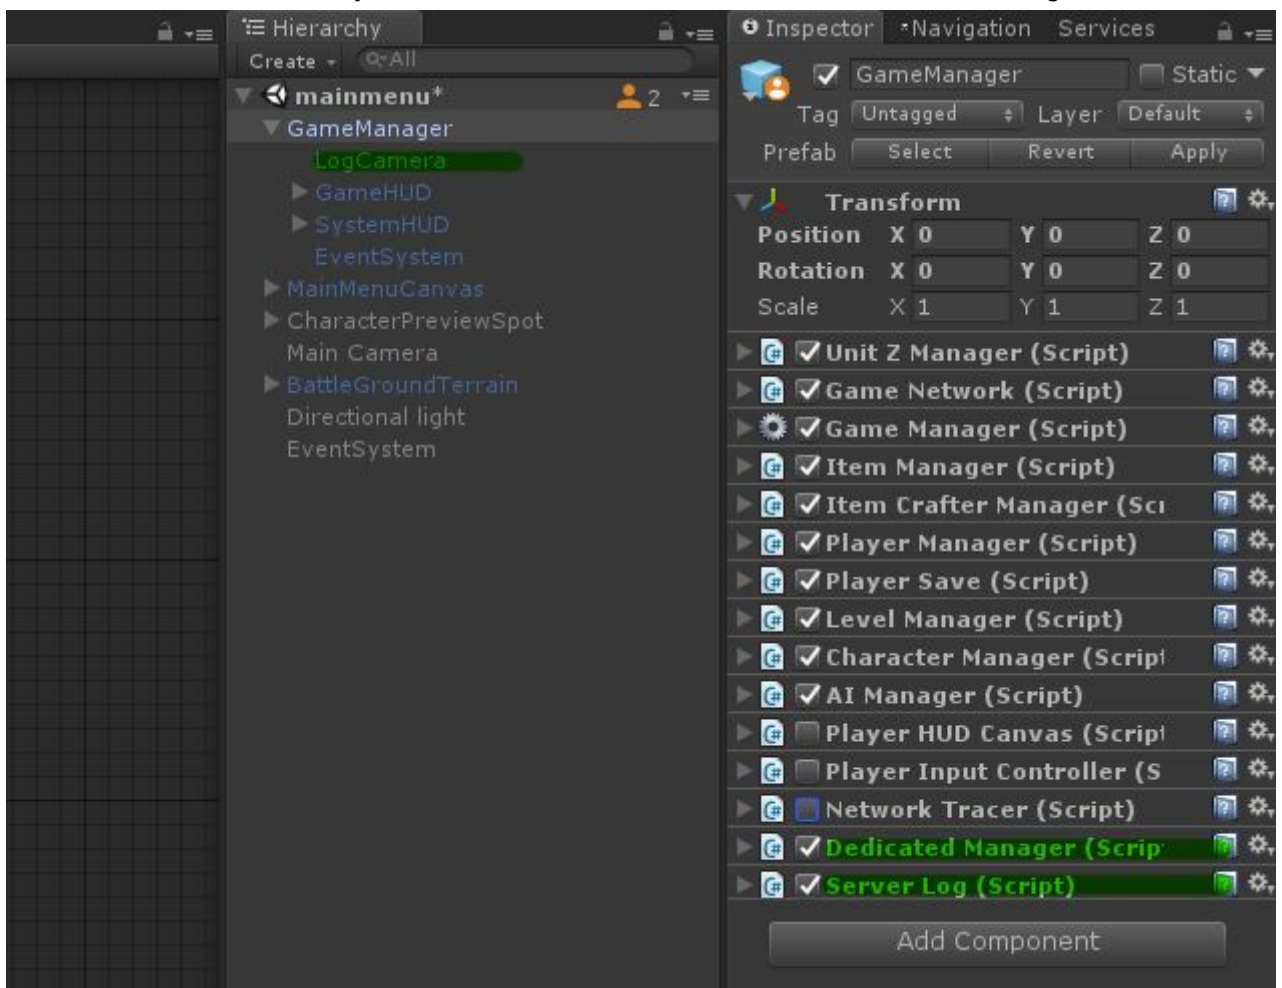 Hierarchy
Create
All
mainmenu*
2
GameManager
LogCamera
GameHUD
SystemHUD
EventSystem
MainMenuCanvas
CharacterPreviewSpot
Main Camera
BattleGroundTerrain
Directional light
EventSystem
Inspector Navigation Services
GameManager Static
Tag Untagged Layer Default
Prefab Select Revert Apply
Transform
Position X 0 Y 0 Z 0
Rotation X 0 Y 0 Z 0
Scale X 1 Y 1 Z 1
Unit Z Manager (Script)
Game Network (Script)
Game Manager (Script)
Item Manager (Script)
Item Crafter Manager (Scr
Player Manager (Script)
Player Save (Script)
Level Manager (Script)
Character Manager (Script
AI Manager (Script)
Player HUD Canvas (Script
Player Input Controller (S
Network Tracer (Script)
Dedicated Manager (Scrip
Server Log (Script)
Add Component